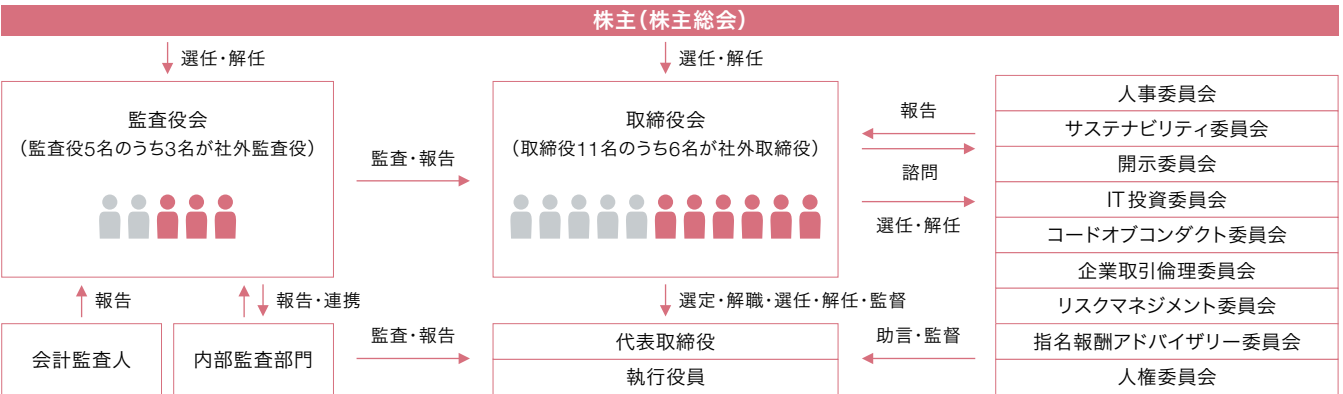 株主(株主総会)
選任・解任
選任・解任
監査役会
(監査役5名のうち3名が社外監査役)
監査・報告
取締役会
(取締役11名のうち6名が社外取締役)
報告
諮問
選任・解任
人事委員会
サステナビリティ委員会
開示委員会
IT投資委員会
コードオブコンダクト委員会
企業取引倫理委員会
リスクマネジメント委員会
指名報酬アドバイザリー委員会
人権委員会
報告
報告・連携
選定・解職・選任・解任・監督
会計監査人
内部監査部門
監査・報告
代表取締役
執行役員
助言・監督